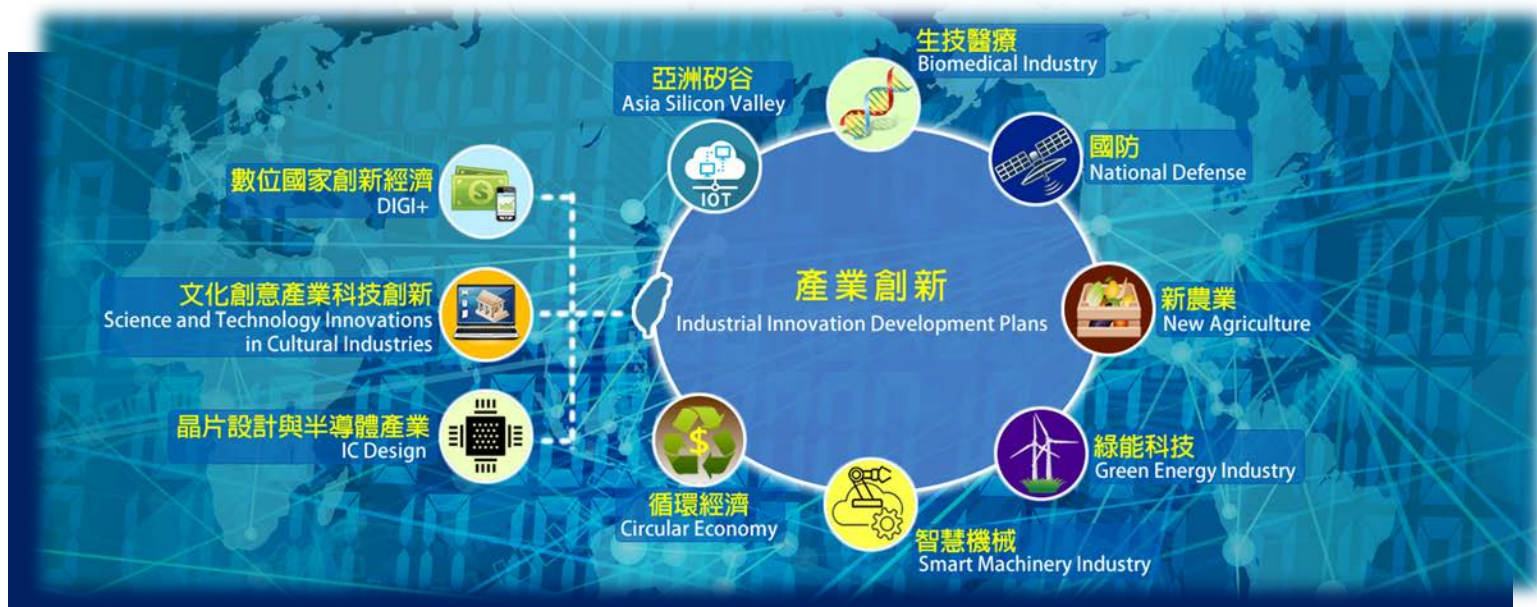 生技醫療
Biomedical Industry
亞洲矽谷
Asia Silicon Valley
IOT
國防
National Defense
數位國家創新經濟
DIGI+
$
文化創意產業科技創新
Science and Technology Innovations
in Cultural Industries
產業創新
Industrial Innovation Development Plans
新農業
New Agriculture
晶片設計與半導體產業
IC Design
$
循環經濟
Circular Economy
綠能科技
Green Energy Industry
智慧機械
Smart Machinery Industry